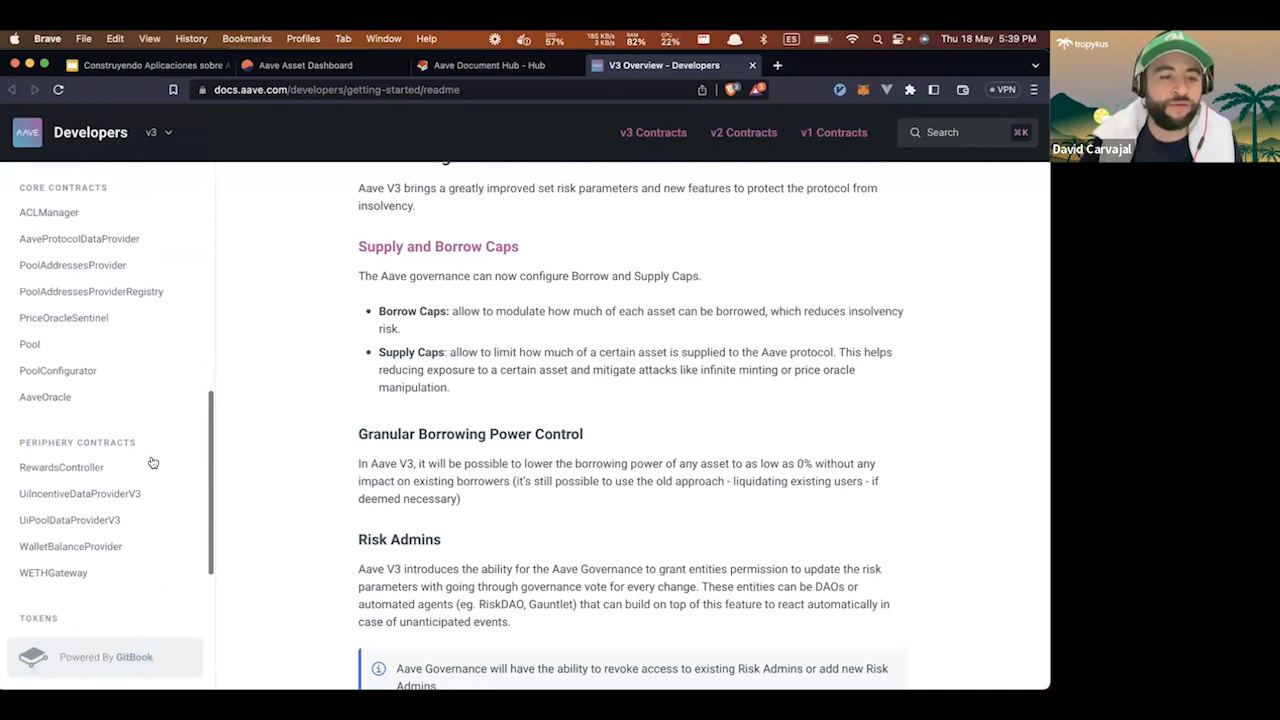 Brave File Edit View History Bookmarks Profiles Tab Window Help
SSD 57% 185 KB/s 3 KB/s RAM 82% CPU 22% ES Thu 18 May 5:39 PM
Construyendo Aplicaciones sobre A
Aave Asset Dashboard
Aave Document Hub - Hub
V3 Overview - Developers
docs.aave.com/developers/getting-started/readme
VPN
AAVE Developers v3
v3 Contracts v2 Contracts v1 Contracts Search ⌘K
CORE CONTRACTS
ACLManager
AaveProtocolDataProvider
PoolAddressesProvider
PoolAddressesProviderRegistry
PriceOracleSentinel
Pool
PoolConfigurator
AaveOracle
PERIPHERY CONTRACTS
RewardsController
UiIncentiveDataProviderV3
UiPoolDataProviderV3
WalletBalanceProvider
WETHGateway
TOKENS
Powered By GitBook
Aave V3 brings a greatly improved set risk parameters and new features to protect the protocol from
insolvency.
Supply and Borrow Caps
The Aave governance can now configure Borrow and Supply Caps.
• Borrow Caps: allow to modulate how much of each asset can be borrowed, which reduces insolvency
risk.
• Supply Caps: allow to limit how much of a certain asset is supplied to the Aave protocol. This helps
reducing exposure to a certain asset and mitigate attacks like infinite minting or price oracle
manipulation.
Granular Borrowing Power Control
In Aave V3, it will be possible to lower the borrowing power of any asset to as low as 0% without any
impact on existing borrowers (it's still possible to use the old approach - liquidating existing users - if
deemed necessary)
Risk Admins
Aave V3 introduces the ability for the Aave Governance to grant entities permission to update the risk
parameters with going through governance vote for every change. These entities can be DAOs or
automated agents (eg. RiskDAO, Gauntlet) that can build on top of this feature to react automatically in
case of unanticipated events.
Aave Governance will have the ability to revoke access to existing Risk Admins or add new Risk
Admins.
tropykus
David Carvajal